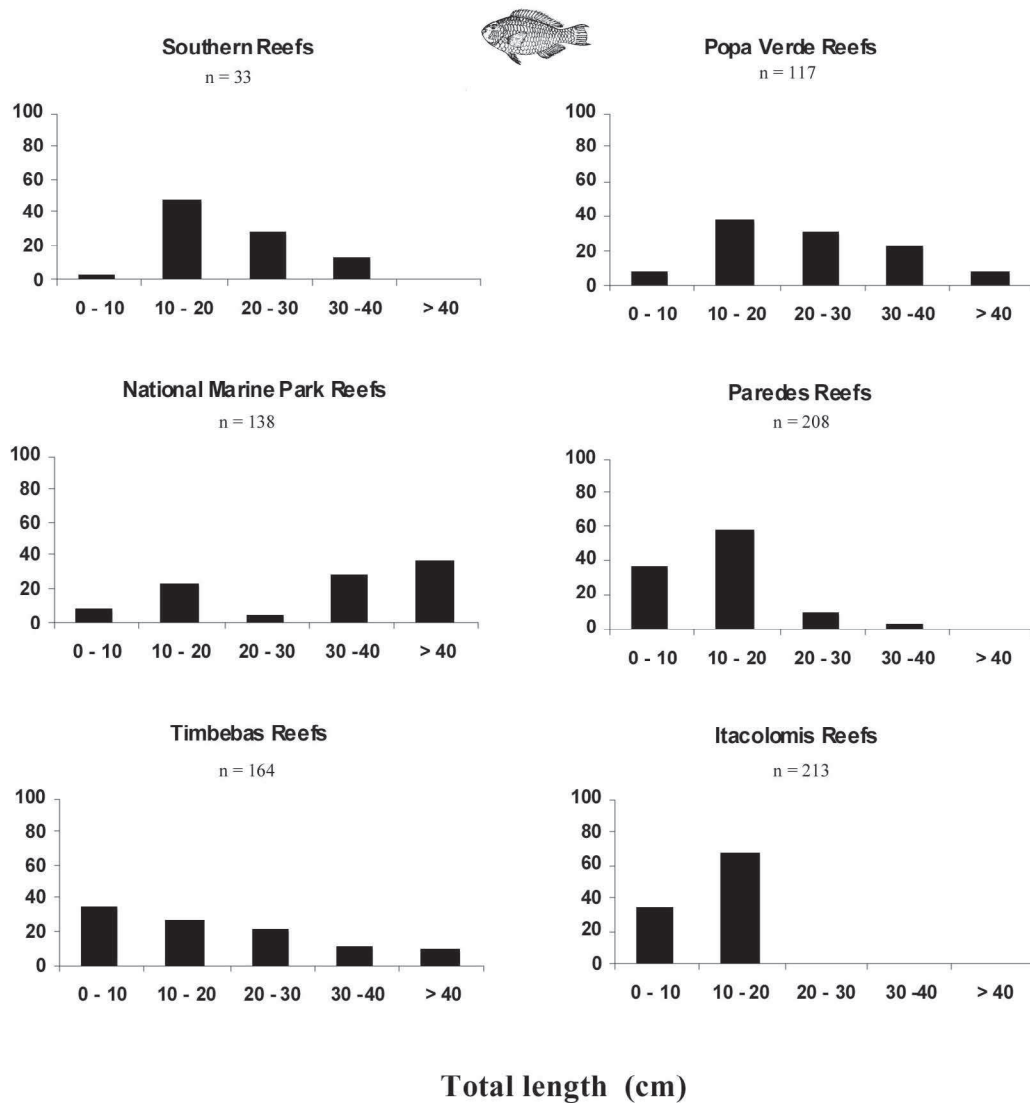 Southern Reefs
n = 33
100
80
60
40
20
0
0 - 10 10 - 20 20 - 30 30 -40 > 40
Popa Verde Reefs
n = 117
100
80
60
40
20
0
0 - 10 10 - 20 20 - 30 30 - 40 > 40
National Marine Park Reefs
n = 138
100
80
60
40
20
0
0 - 10 10 - 20 20 - 30 30 -40 > 40
Paredes Reefs
n = 208
100
80
60
40
20
0
0 - 10 10 - 20 20 - 30 30 -40 > 40
Timbebas Reefs
n = 164
100
80
60
40
20
0
0 - 10 10 - 20 20 - 30 30 -40 > 40
Itacolomis Reefs
n = 213
100
80
60
40
20
0
0 - 10 10 - 20 20 - 30 30 -40 > 40
Total length (cm)